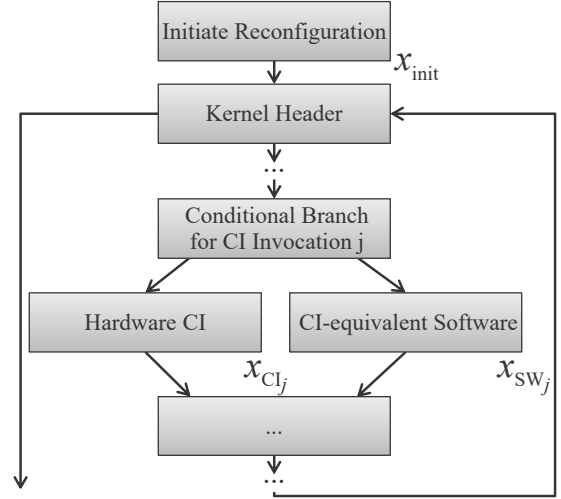 Initiate Reconfiguration
x_init
Kernel Header
...
Conditional Branch
for CI Invocation j
Hardware CI
CI-equivalent Software
x_CI_j
x_SW_j
...
...